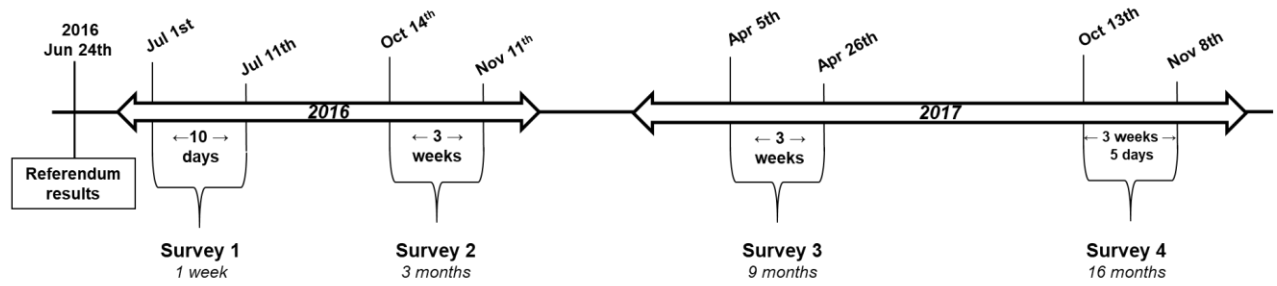 2016
Jun 24th
Jul 1st
Jul 11th
Oct 14th
Nov 11th
Apr 5th
Apr 26th
Oct 13th
Nov 8th
2016
2017
←10 →
days
← 3 →
weeks
← 3 →
weeks
← 3 weeks →
5 days
Referendum
results
Survey 1
1 week
Survey 2
3 months
Survey 3
9 months
Survey 4
16 months